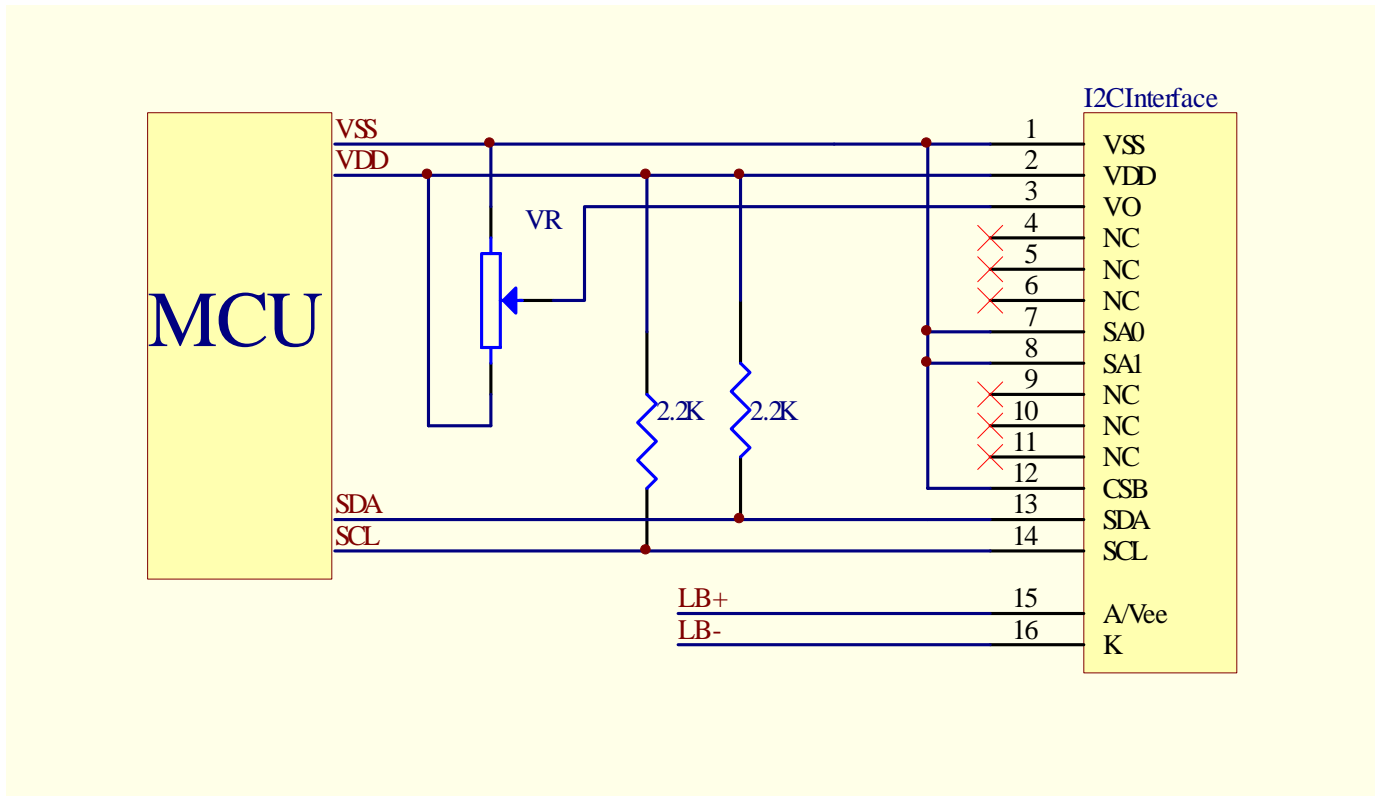 I2CInterface
VSS 1 VSS
VDD 2 VDD
3 VO
VR
4 NC
5 NC
6 NC
MCU
7 SA0
8 SA1
9 NC
2.2K 2.2K 10 NC
11 NC
12 CSB
SDA 13 SDA
SCL 14 SCL
LB+ 15 A/Vee
LB- 16 K